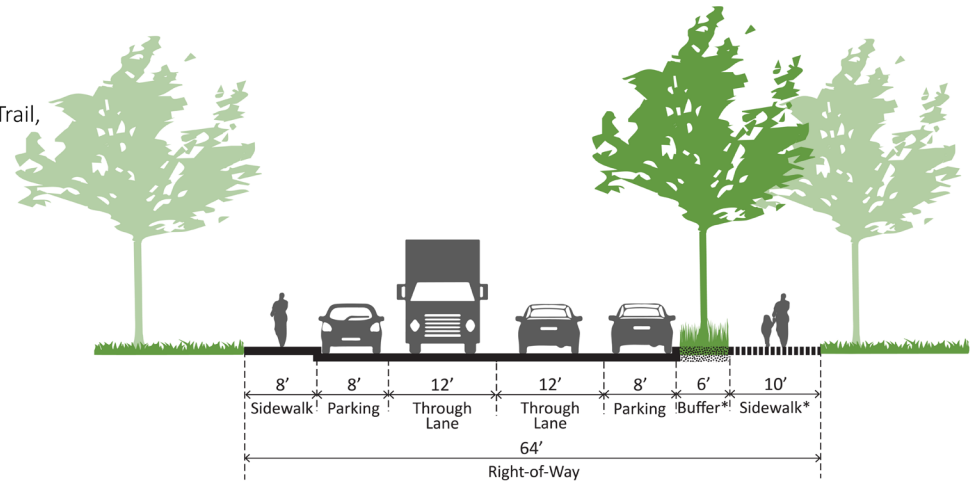 Trail,
8’ 8’ 12’ 12’ 8’ 6’ 10’
Sidewalk Parking Through Through Parking Buffer* Sidewalk*
Lane Lane
64’
Right-of-Way